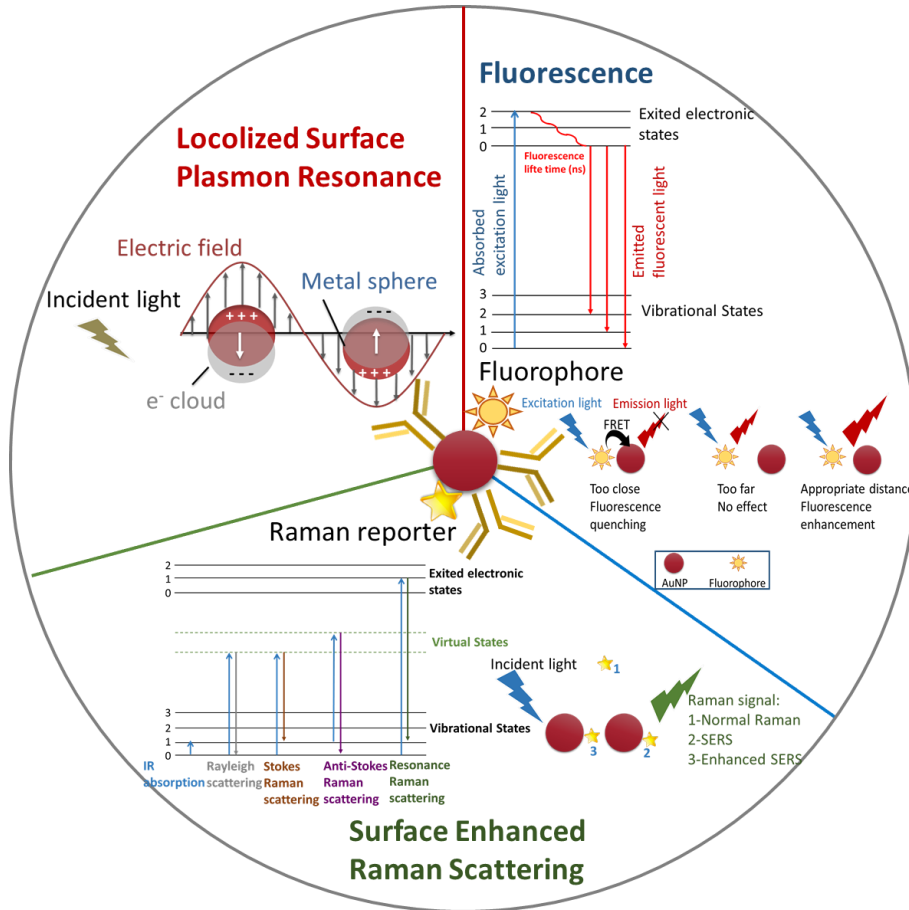 Locolized Surface
Plasmon Resonance
Electric field
Incident light
Metal sphere
+ + +
- - -
- - -
+ + +
e- cloud
Fluorescence
2
1
0
Exited electronic
states
Fluorescence
lifte time (ns)
Absorbed
excitation light
Emitted
fluorescent light
3
2
1
0
Vibrational States
Fluorophore
Excitation light
Emission light
FRET
Too close
Fluorescence
quenching
Too far
No effect
Appropriate distance
Fluorescence
enhancement
AuNP
Fluorophore
Raman reporter
2
1
0
Exited electronic
states
Virtual States
3
2
1
0
Vibrational States
IR
absorption
Rayleigh
scattering
Stokes
Raman
scattering
Anti-Stokes
Raman
scattering
Resonance
Raman
scattering
Incident light
1
3
2
Raman signal:
1-Normal Raman
2-SERS
3-Enhanced SERS
Surface Enhanced
Raman Scattering